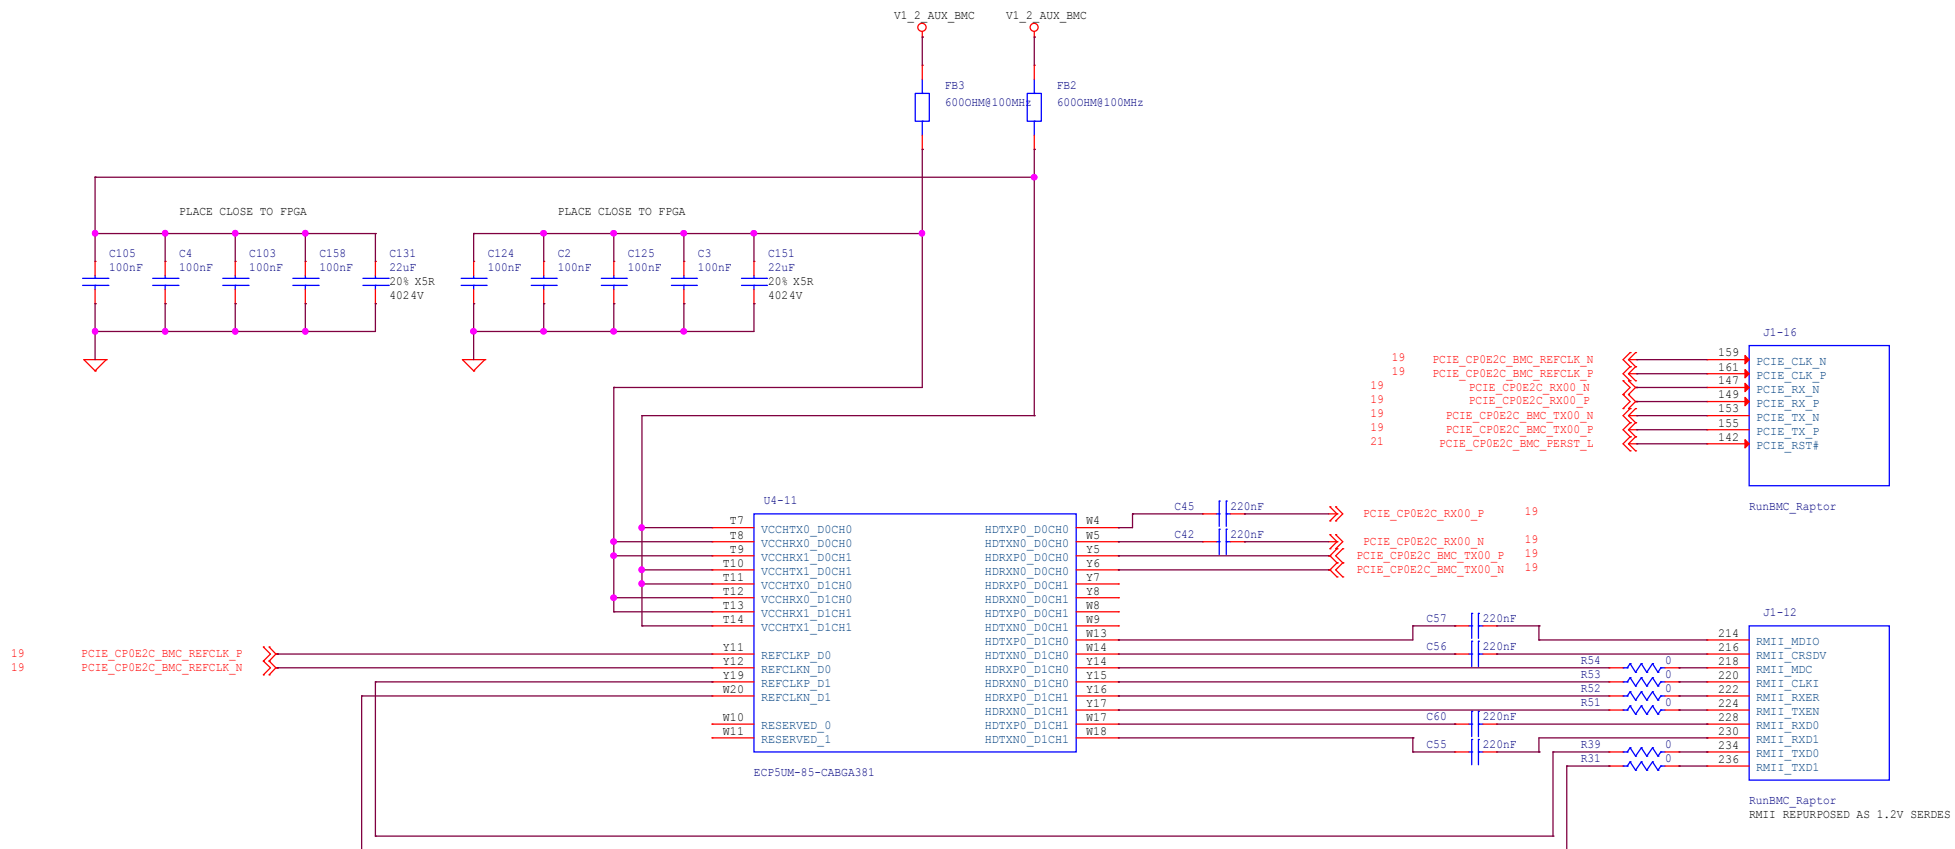 V1_2_AUX_BMC V1_2_AUX_BMC
FB3
600OHM@100MHz
FB2
600OHM@100MHz
PLACE CLOSE TO FPGA
PLACE CLOSE TO FPGA
C105
100nF
C4
100nF
C103
100nF
C158
100nF
C131
22uF
20% X5R
4024V
C124
100nF
C2
100nF
C125
100nF
C3
100nF
C151
22uF
20% X5R
4024V
J1-16
19 PCIE_CP0E2C_BMC_REFCLK_N 159 PCIE_CLK_N
19 PCIE_CP0E2C_BMC_REFCLK_P 161 PCIE_CLK_P
19 PCIE_CP0E2C_RX00_N 147 PCIE_RX_N
19 PCIE_CP0E2C_RX00_P 149 PCIE_RX_P
19 PCIE_CP0E2C_BMC_TX00_N 153 PCIE_TX_N
19 PCIE_CP0E2C_BMC_TX00_P 155 PCIE_TX_P
21 PCIE_CP0E2C_BMC_PERST_L 142 PCIE_RST#
RunBMC_Raptor
U4-11
T7 VCCHTX0_D0CH0
T8 VCCHRX0_D0CH0
T9 VCCHRX1_D0CH1
T10 VCCHTX1_D0CH1
T11 VCCHTX0_D1CH0
T12 VCCHRX0_D1CH0
T13 VCCHRX1_D1CH1
T14 VCCHTX1_D1CH1
19 PCIE_CP0E2C_BMC_REFCLK_P Y11 REFCLKP_D0
19 PCIE_CP0E2C_BMC_REFCLK_N Y12 REFCLKN_D0
Y19 REFCLKP_D1
W20 REFCLKN_D1
W10 RESERVED_0
W11 RESERVED_1
HDTXP0_D0CH0 W4 C45 220nF PCIE_CP0E2C_RX00_P 19
HDTXN0_D0CH0 W5 C42 220nF PCIE_CP0E2C_RX00_N 19
HDRXP0_D0CH0 Y5 PCIE_CP0E2C_BMC_TX00_P 19
HDRXN0_D0CH0 Y6 PCIE_CP0E2C_BMC_TX00_N 19
HDRXP0_D0CH1 Y7
HDRXN0_D0CH1 Y8
HDTXP0_D0CH1 W8
HDTXN0_D0CH1 W9
HDTXP0_D1CH0 W13
HDTXN0_D1CH0 W14
HDRXP0_D1CH0 Y14
HDRXN0_D1CH0 Y15
HDRXP0_D1CH1 Y16
HDRXN0_D1CH1 Y17
HDTXP0_D1CH1 W17
HDTXN0_D1CH1 W18
ECP5UM-85-CABGA381
J1-12
C57 220nF 214 RMII_MDIO
C56 220nF 216 RMII_CRSDV
R54 0 218 RMII_MDC
R53 0 220 RMII_CLKI
R52 0 222 RMII_RXER
R51 0 224 RMII_TXEN
C60 220nF 228 RMII_RXD0
C55 220nF 230 RMII_RXD1
R39 0 234 RMII_TXD0
R31 0 236 RMII_TXD1
RunBMC_Raptor
RMII REPURPOSED AS 1.2V SERDES